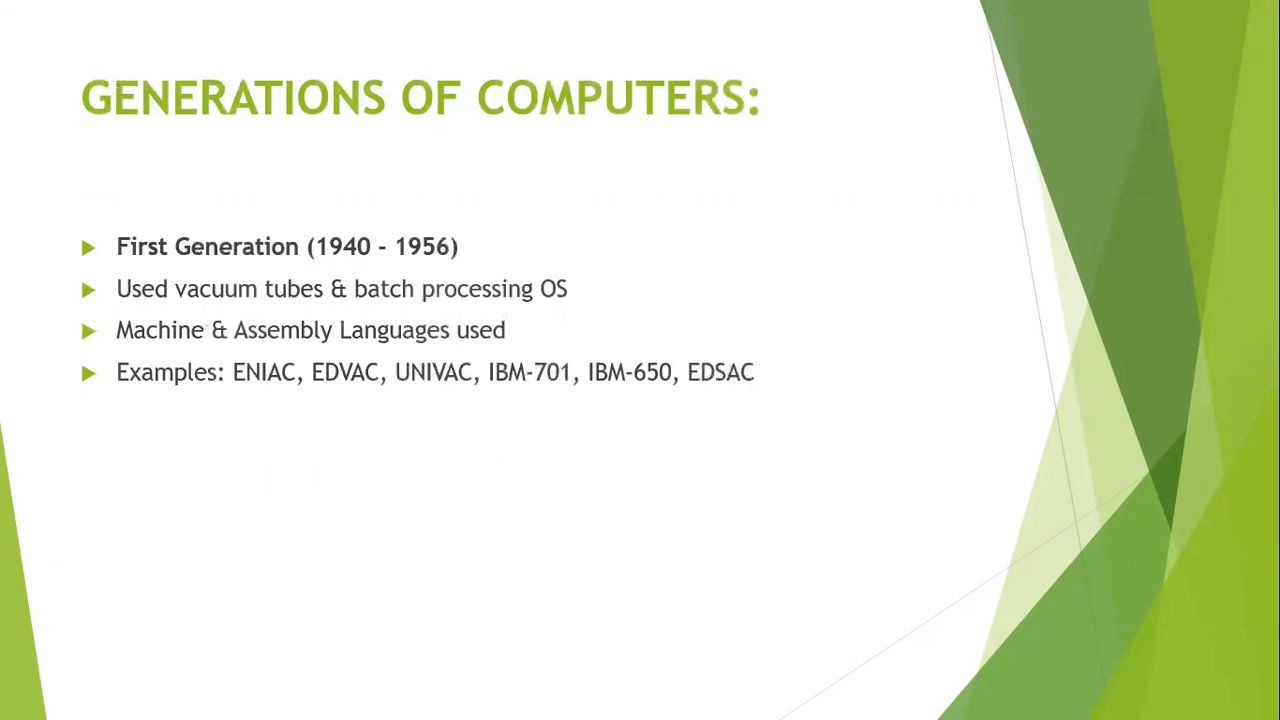 GENERATIONS OF COMPUTERS:
First Generation (1940 - 1956)
Used vacuum tubes & batch processing OS
Machine & Assembly Languages used
Examples: ENIAC, EDVAC, UNIVAC, IBM-701, IBM-650, EDSAC